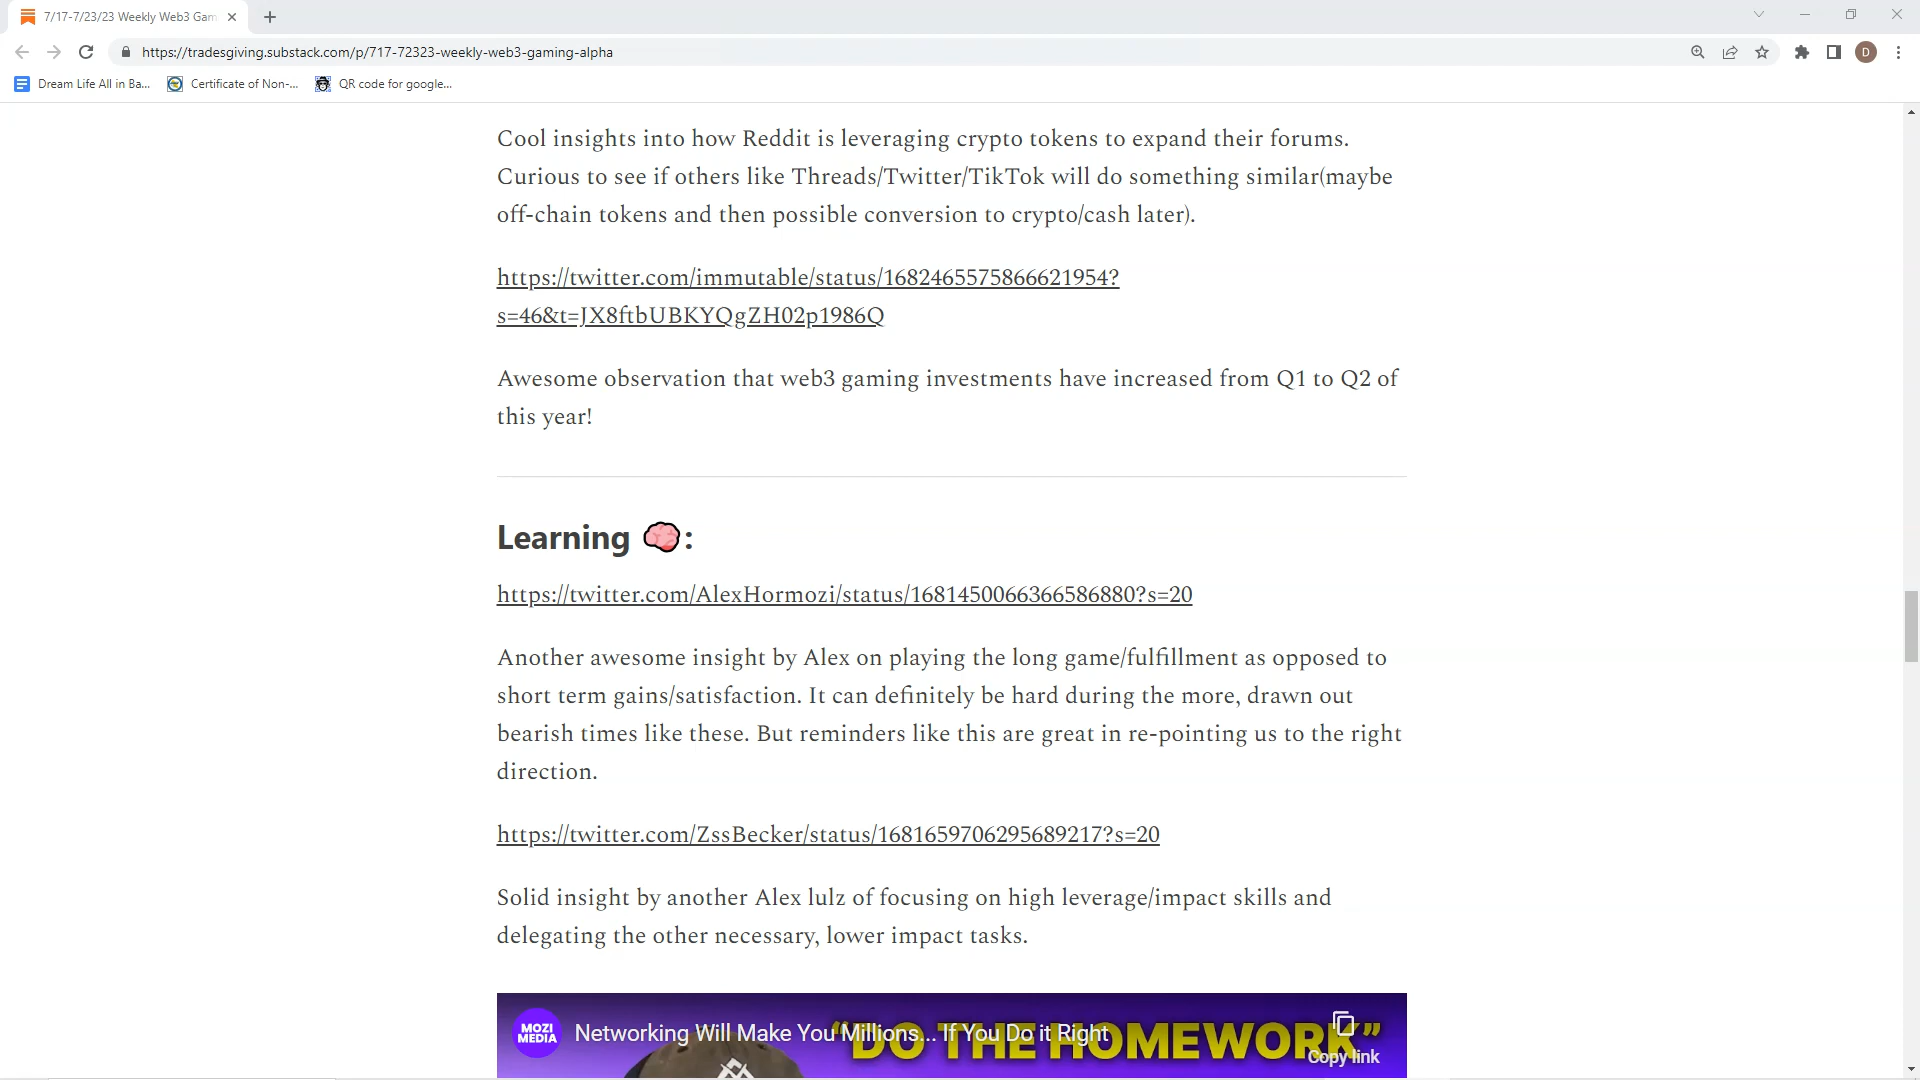 7/17-7/23/23 Weekly Web3 Gam
https://tradesgiving.substack.com/p/717-72323-weekly-web3-gaming-alpha
D
Dream Life All in Ba...
Certificate of Non-...
QR code for google...
Cool insights into how Reddit is leveraging crypto tokens to expand their forums.
Curious to see if others like Threads/Twitter/TikTok will do something similar(maybe
off-chain tokens and then possible conversion to crypto/cash later).
https://twitter.com/immutable/status/1682465575866621954?
s=46&t=JX8ftbUBKYQgZH02p1986Q
Awesome observation that web3 gaming investments have increased from Q1 to Q2 of
this year!
Learning 🧠:
https://twitter.com/AlexHormozi/status/1681450066366586880?s=20
Another awesome insight by Alex on playing the long game/fulfillment as opposed to
short term gains/satisfaction. It can definitely be hard during the more, drawn out
bearish times like these. But reminders like this are great in re-pointing us to the right
direction.
https://twitter.com/ZssBecker/status/1681659706295689217?s=20
Solid insight by another Alex lulz of focusing on high leverage/impact skills and
delegating the other necessary, lower impact tasks.
MOZI
MEDIA
Networking Will Make You Millions... If You Do it Right
“DO THE HOMEWORK”
Copy link